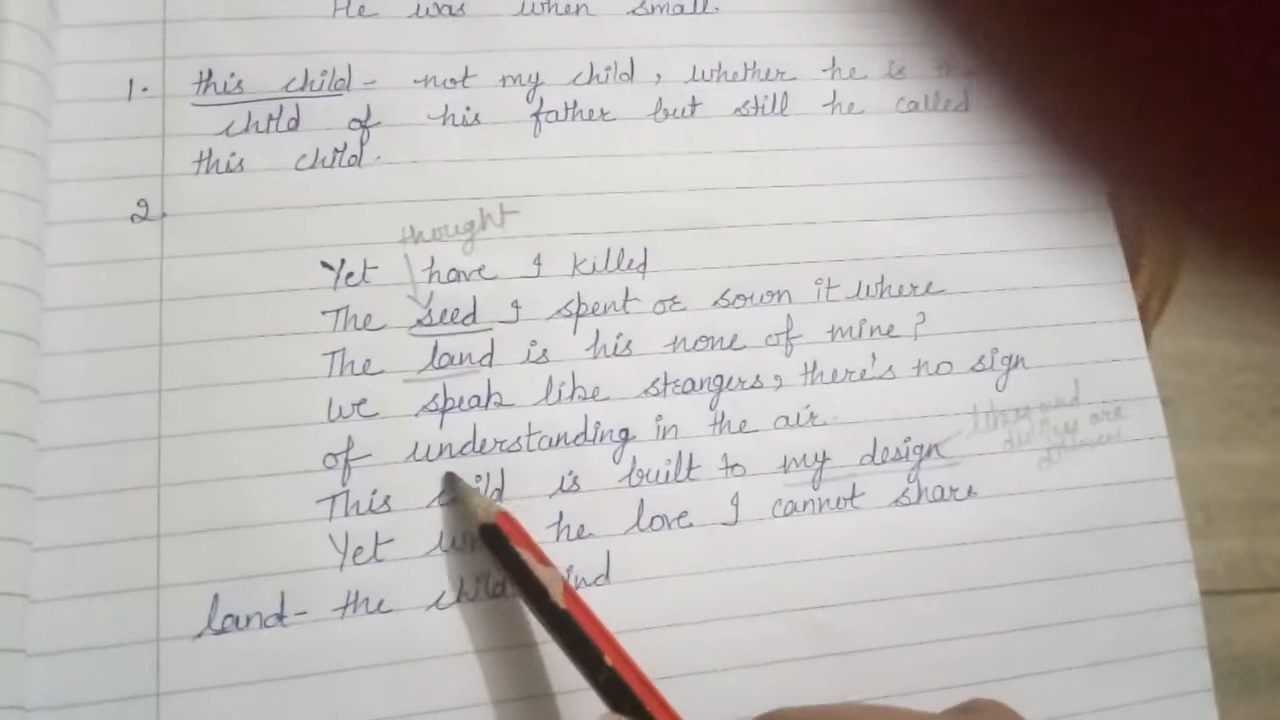 He was when small.
1. this child - not my child, whether he is
child of his father but still he called
this child.
2.
thought
Yet have I killed
The seed I spent or sown it where
The land is his none of mine?
We speak like strangers, there's no sign
of understanding in the air.
This child is built to my design
Yet he love I cannot share
land - the child